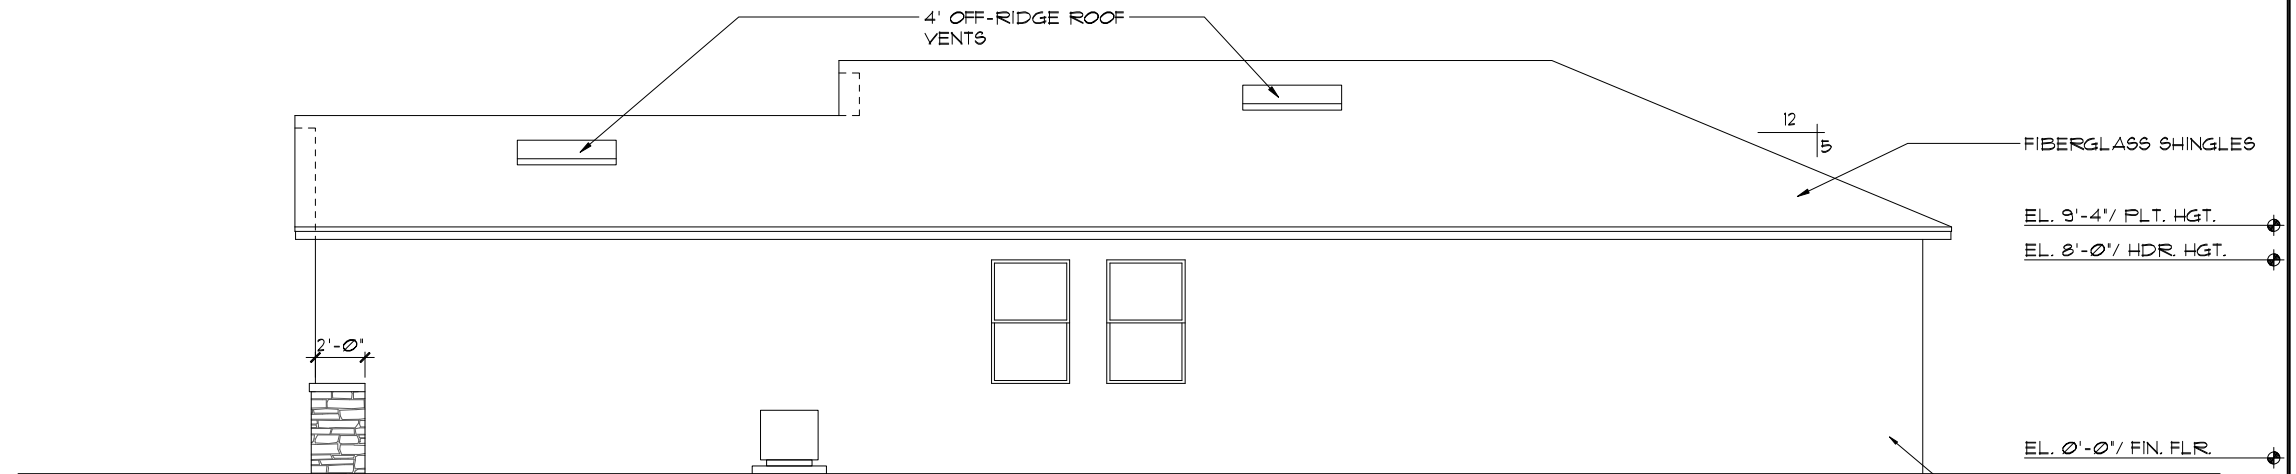 4' OFF-RIDGE ROOF
VENTS
12
5
FIBERGLASS SHINGLES
EL. 9'-4"/ PLT. HGT.
EL. 8'-0"/ HDR. HGT.
2'-0"
EL. 0'-0"/ FIN. FLR.